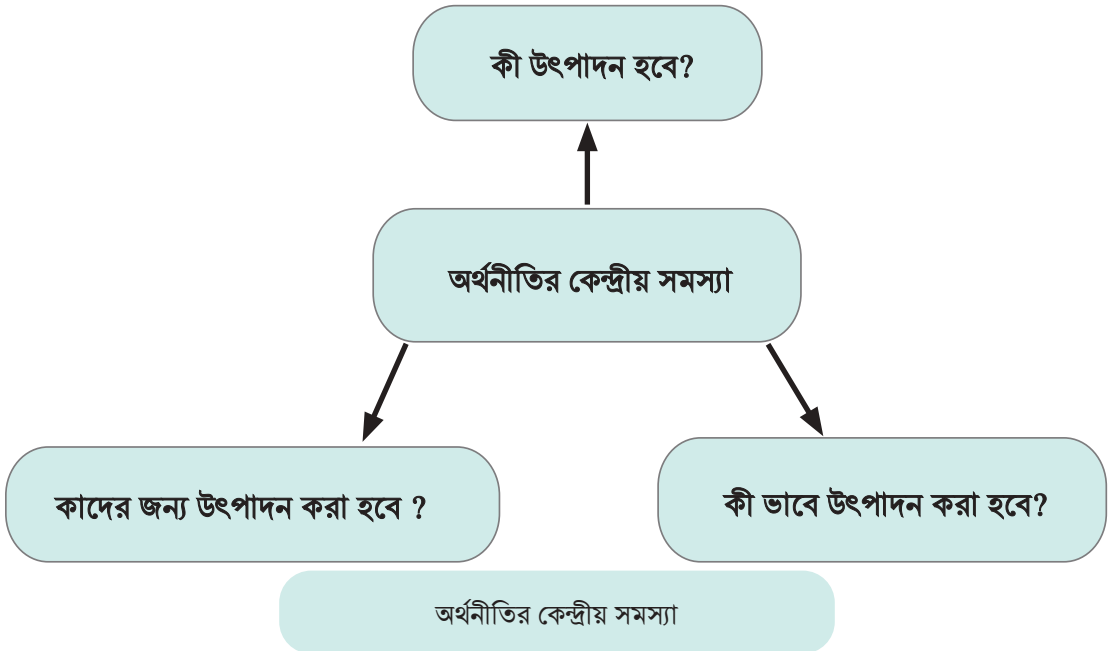 কী উৎপাদন হবে?
অর্থনীতির কেন্দ্রীয় সমস্যা
কাদের জন্য উৎপাদন করা হবে ?
কী ভাবে উৎপাদন করা হবে?
অর্থনীতির কেন্দ্রীয় সমস্যা